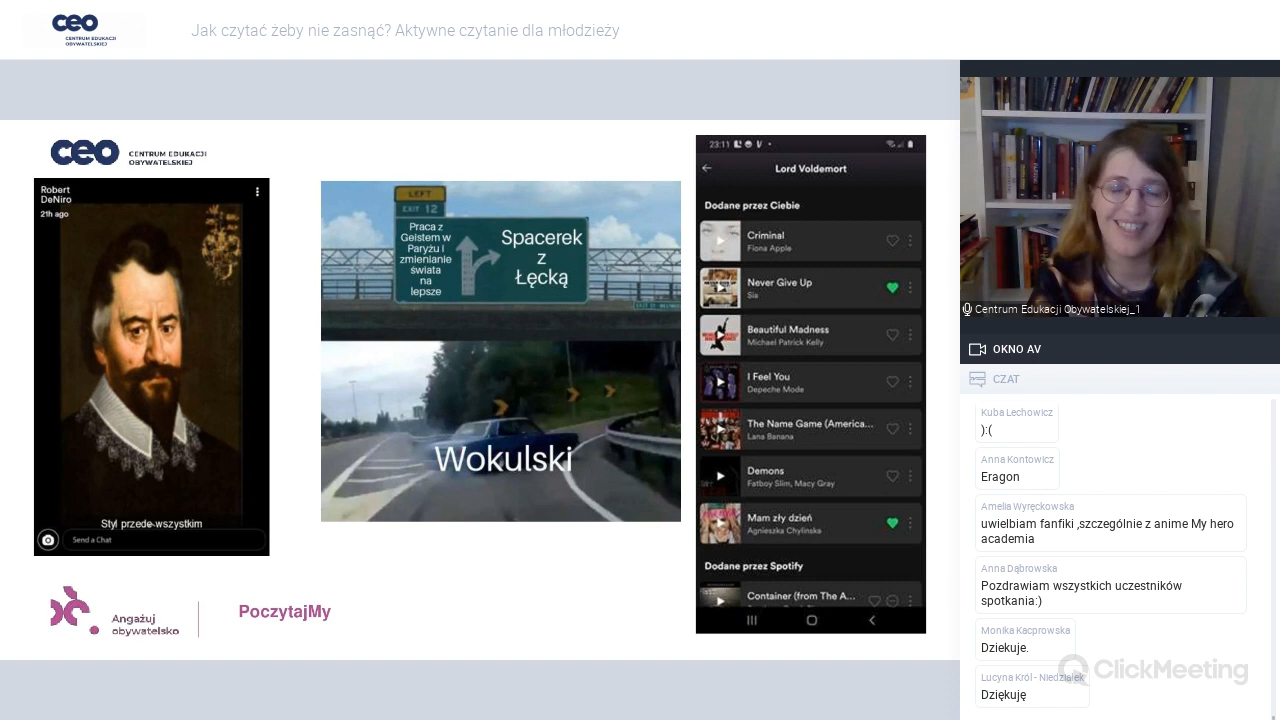 ceo
CENTRUM EDUKACJI
OBYWATELSKIEJ
Jak czytać żeby nie zasnąć? Aktywne czytanie dla młodzieży
ceo
CENTRUM EDUKACJI
OBYWATELSKIEJ
Robert
DeNiro
21h ago
Styl przede wszystkim
Send a Chat
LEFT
EXIT 12
Praca z
Geistem w
Paryżu i
zmienianie
świata
na
lepsze
Spacerek
z
Łęcką
Wokulski
23:11
Lord Voldemort
Dodane przez Ciebie
Criminal
Fiona Apple
Never Give Up
Sia
Beautiful Madness
Michael Patrick Kelly
I Feel You
Depeche Mode
The Name Game (America...
Lana Banana
Demons
Fatboy Slim, Macy Gray
Mam zły dzień
Agnieszka Chylinska
Dodane przez Spotify
Container (from The A...
Angażuj
obywatelsko
PoczytajMy
Centrum Edukacji Obywatelskiej_1
OKNO AV
CZAT
Kuba Lechowicz
):(
Anna Kontowicz
Eragon
Amelia Wyręckowska
uwielbiam fanfiki ,szczególnie z anime My hero
academia
Anna Dąbrowska
Pozdrawiam wszystkich uczestników
spotkania:)
Monika Kacprowska
Dziekuje.
Lucyna Król - Niedziałek
Dziękuję
ClickMeeting